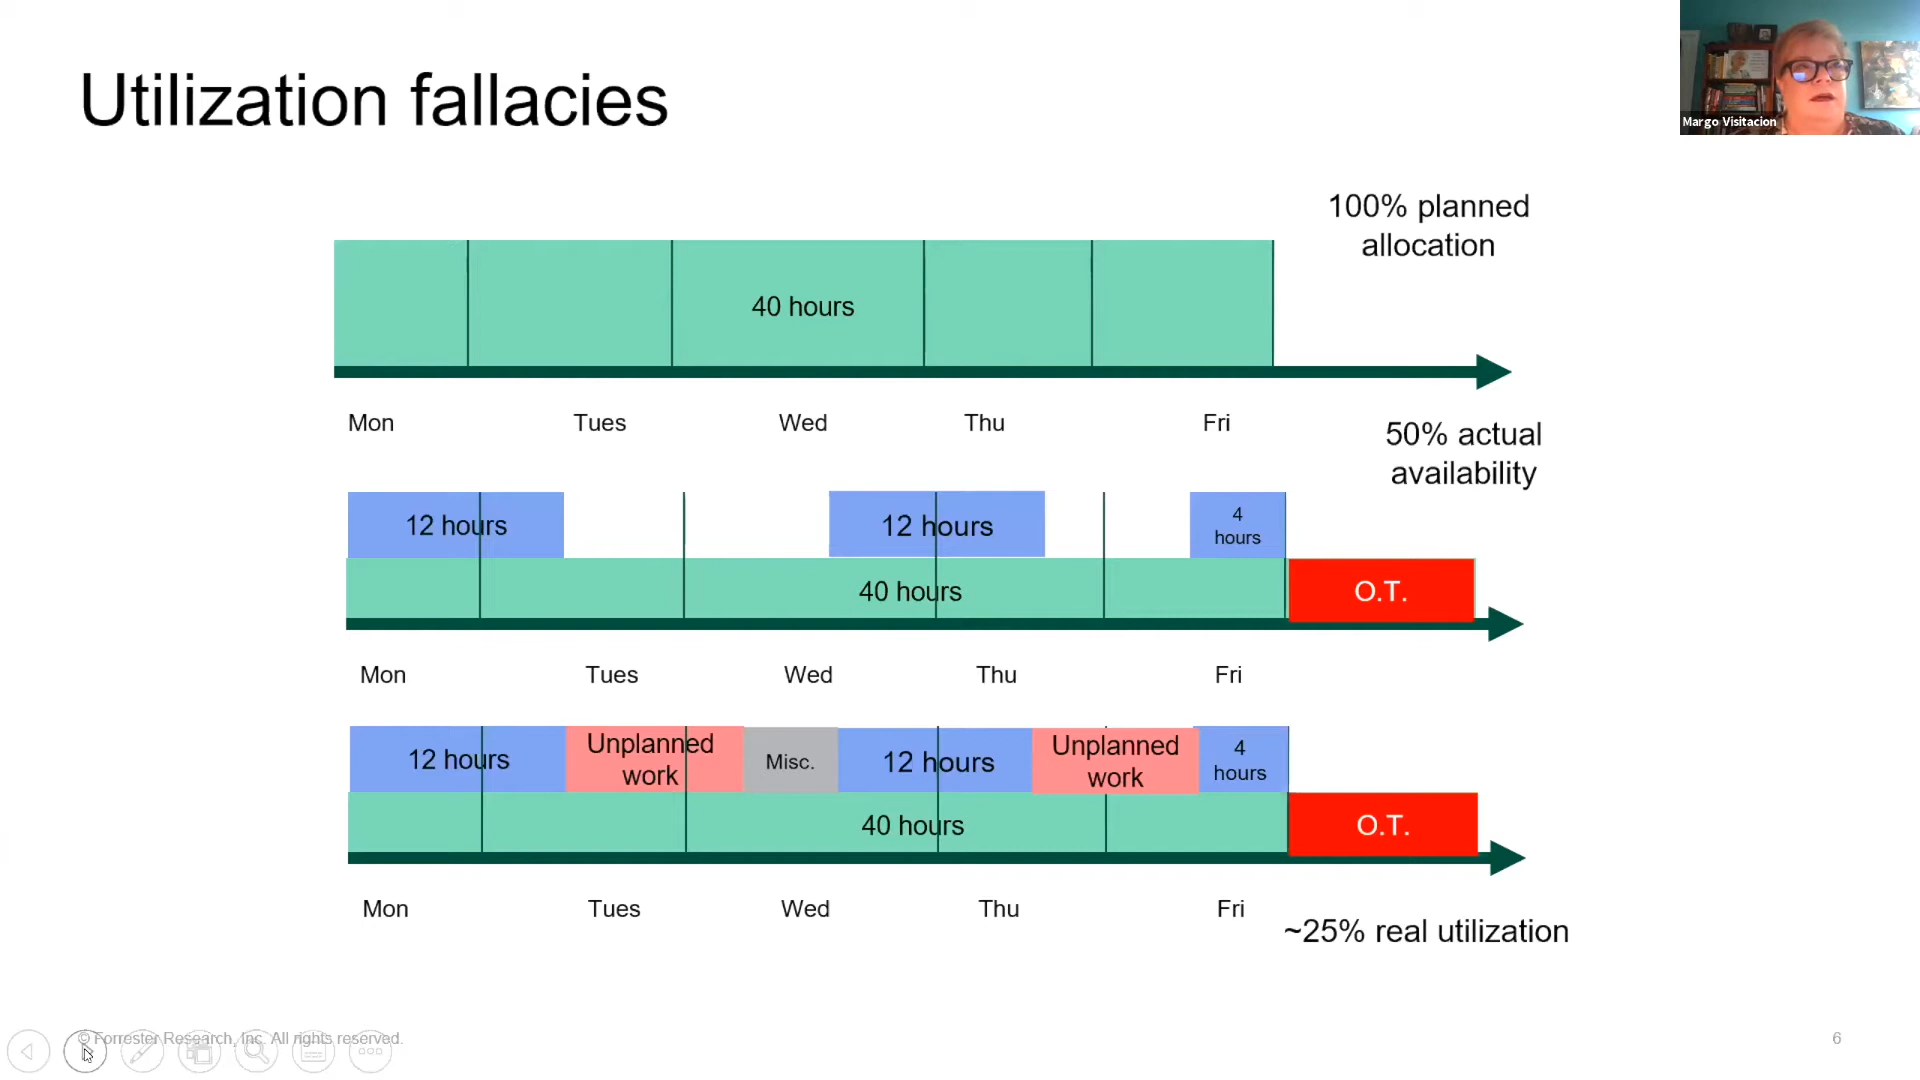 Utilization fallacies
Margo Visitacion
100% planned
allocation
40 hours
Mon Tues Wed Thu Fri
50% actual
availability
12 hours 12 hours 4
hours
40 hours O.T.
Mon Tues Wed Thu Fri
12 hours Unplanned
work Misc. 12 hours Unplanned
work 4
hours
40 hours O.T.
Mon Tues Wed Thu Fri
~25% real utilization
© Forrester Research, Inc. All rights reserved.
6